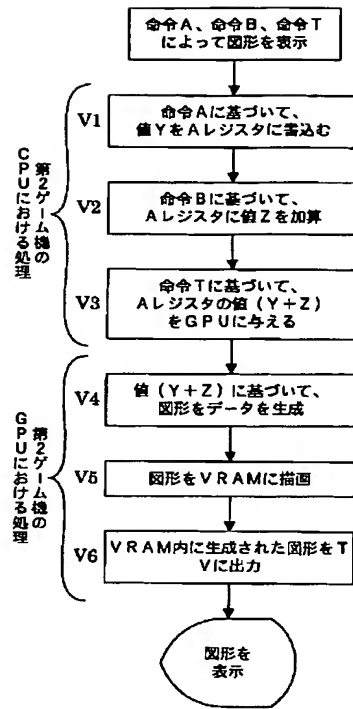 命令A、命令B、命令T
によって図形を表示
第2ゲーム機の
CPUにおける処理
V1
命令Aに基づいて、
値YをAレジスタに書込む
V2
命令Bに基づいて、
Aレジスタに値Zを加算
V3
命令Tに基づいて、
Aレジスタの値(Y+Z)
をGPUに与える
第2ゲーム機の
GPUにおける処理
V4
値(Y+Z)に基づいて、
図形をデータを生成
V5
図形をVRAMに描画
V6
VRAM内に生成された図形をT
Vに出力
図形を
表示